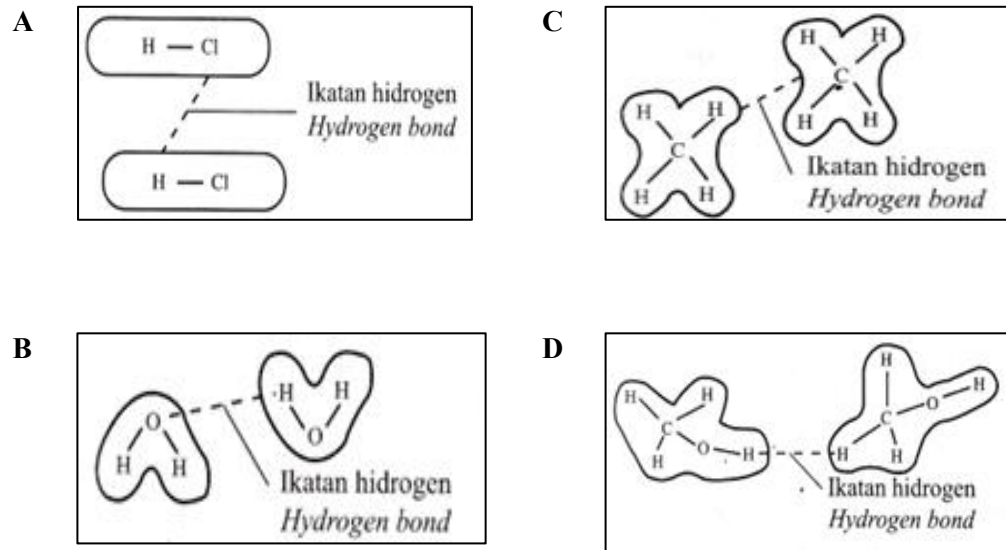 A
H — Cl
Ikatan hidrogen
Hydrogen bond
H — Cl
B
O
H H
H H
O
Ikatan hidrogen
Hydrogen bond
C
H H
C
H H
H H
C
H H
Ikatan hidrogen
Hydrogen bond
D
H H
C
H O H
H
O H
C
H H
Ikatan hidrogen
Hydrogen bond